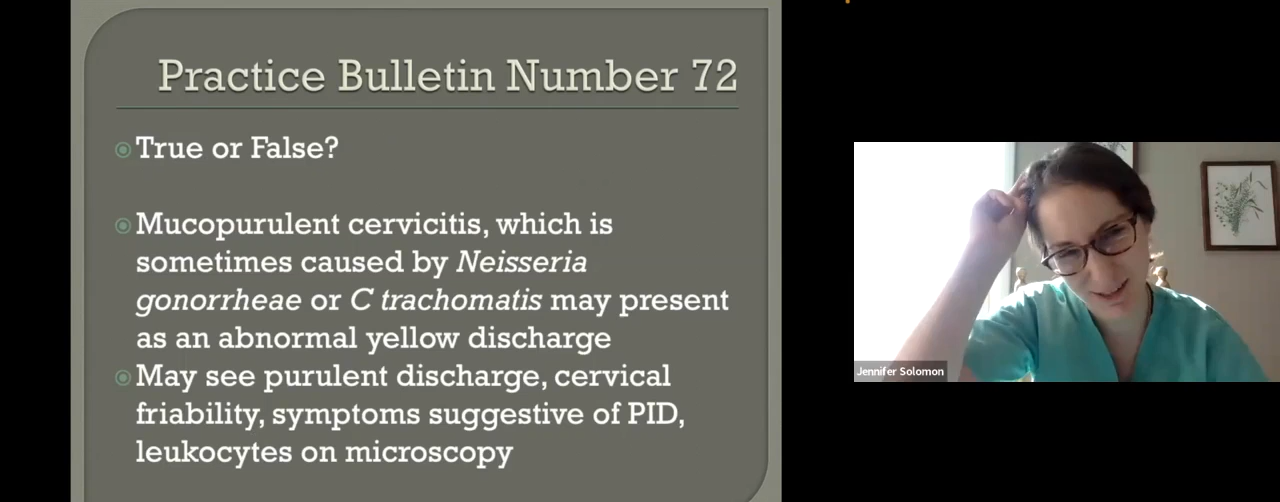 Practice Bulletin Number 72
True or False?
Mucopurulent cervicitis, which is
sometimes caused by Neisseria
gonorrheae or C trachomatis may present
as an abnormal yellow discharge
May see purulent discharge, cervical
friability, symptoms suggestive of PID,
leukocytes on microscopy
Jennifer Solomon